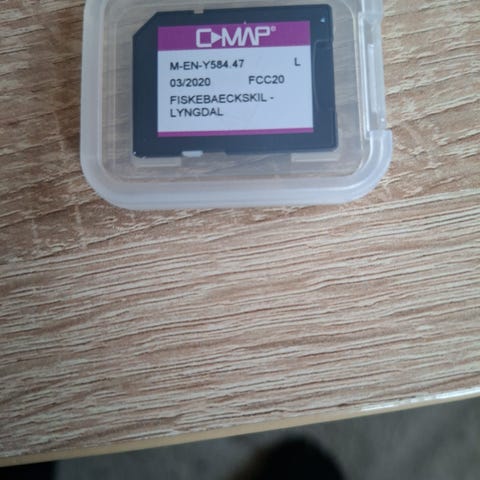 C-MAP®
M-EN-Y584.47 L
03/2020 FCC20
FISKEBAECKSKIL -
LYNGDAL